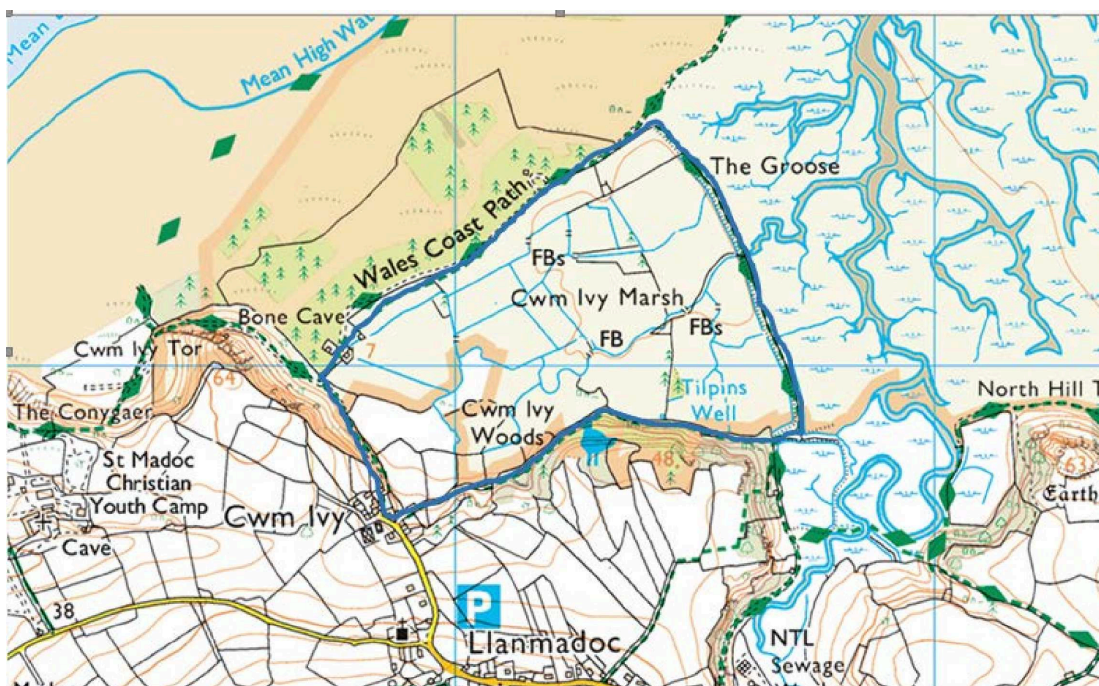 Mean
Mean High Wat
The Groose
Wales Coast Path
FBs
Cwm Ivy Marsh
FBs
FB
Bone Cave
7
Cwm Ivy Tor
64
Tilpins
Well
North Hill T
The Conygaer
Cwm Ivy
Woods
48
63
St Madoc
Christian
Youth Camp
Earth
Cwm Ivy
Cave
38
P
Llanmadoc
NTL
Sewage